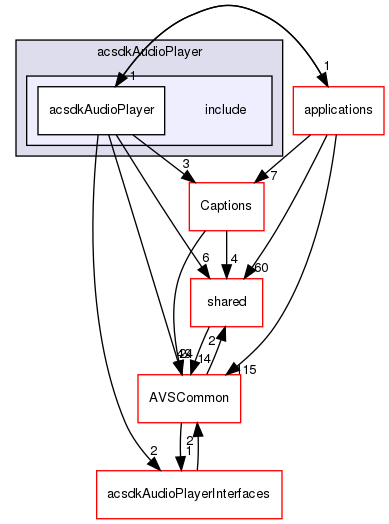 acsdkAudioPlayer
1
1
acsdkAudioPlayer
include
applications
3
7
Captions
6
4
60
shared
2
14
115
AVSCommon
2
2
1
acsdkAudioPlayerInterfaces